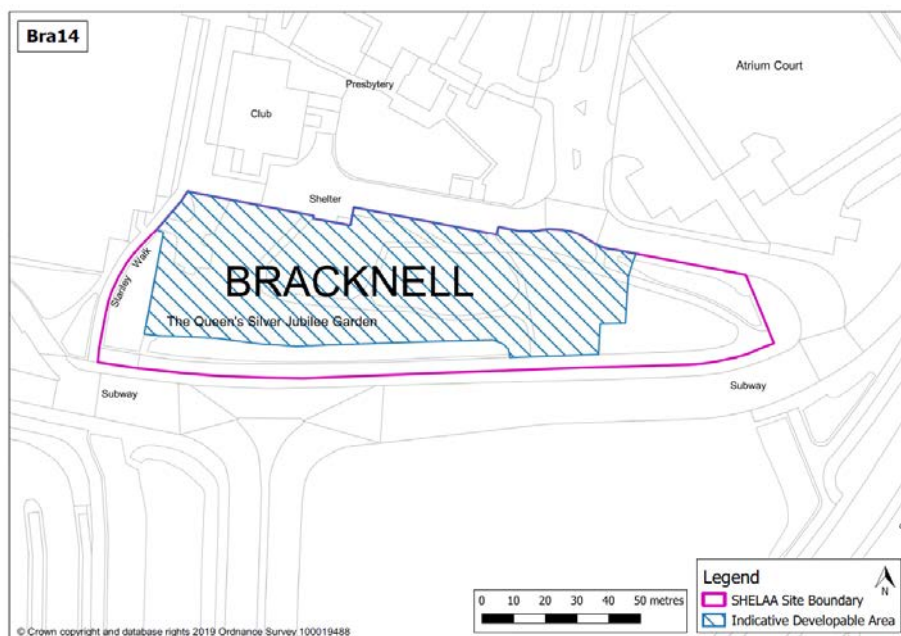 Bra14
Atrium Court
Presbytery
Club
Shelter
Stanley Walk
BRACKNELL
The Queen's Silver Jubilee Garden
Subway
Subway
Legend
SHELAA Site Boundary
Indicative Developable Area
N
0 10 20 30 40 50 metres
© Crown copyright and database rights 2019 Ordnance Survey 100019488